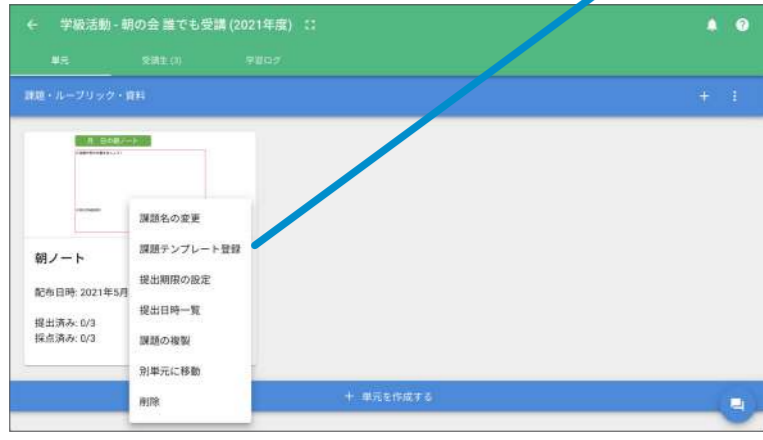 学級活動 - 朝の会 誰でも受講 (2021年度)
単元
受講生 (3)
学習ログ
課題・ルーブリック・資料
月 日の朝ノート
朝ノート
配布日時: 2021年5月
提出済み: 0/3
採点済み: 0/3
課題名の変更
課題テンプレート登録
提出期限の設定
提出日時一覧
課題の複製
別単元に移動
削除
+ 単元を作成する